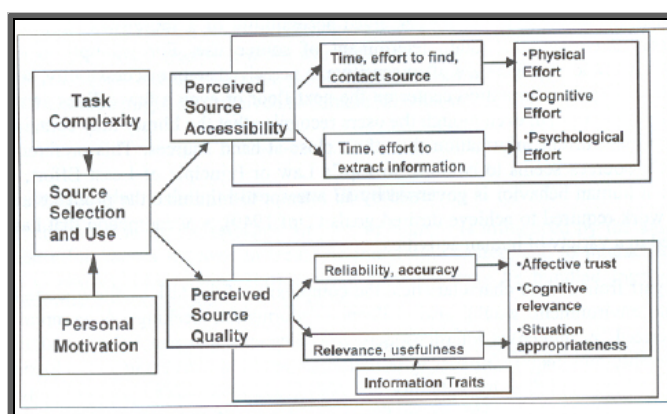 Task
Complexity
Source
Selection
and Use
Personal
Motivation
Perceived
Source
Accessibility
Time, effort to find,
contact source
Time, effort to
extract information
•Physical
Effort
•Cognitive
Effort
•Psychological
Effort
Perceived
Source
Quality
Reliability, accuracy
Relevance, usefulness
Information Traits
•Affective trust
•Cognitive
relevance
•Situation
appropriateness